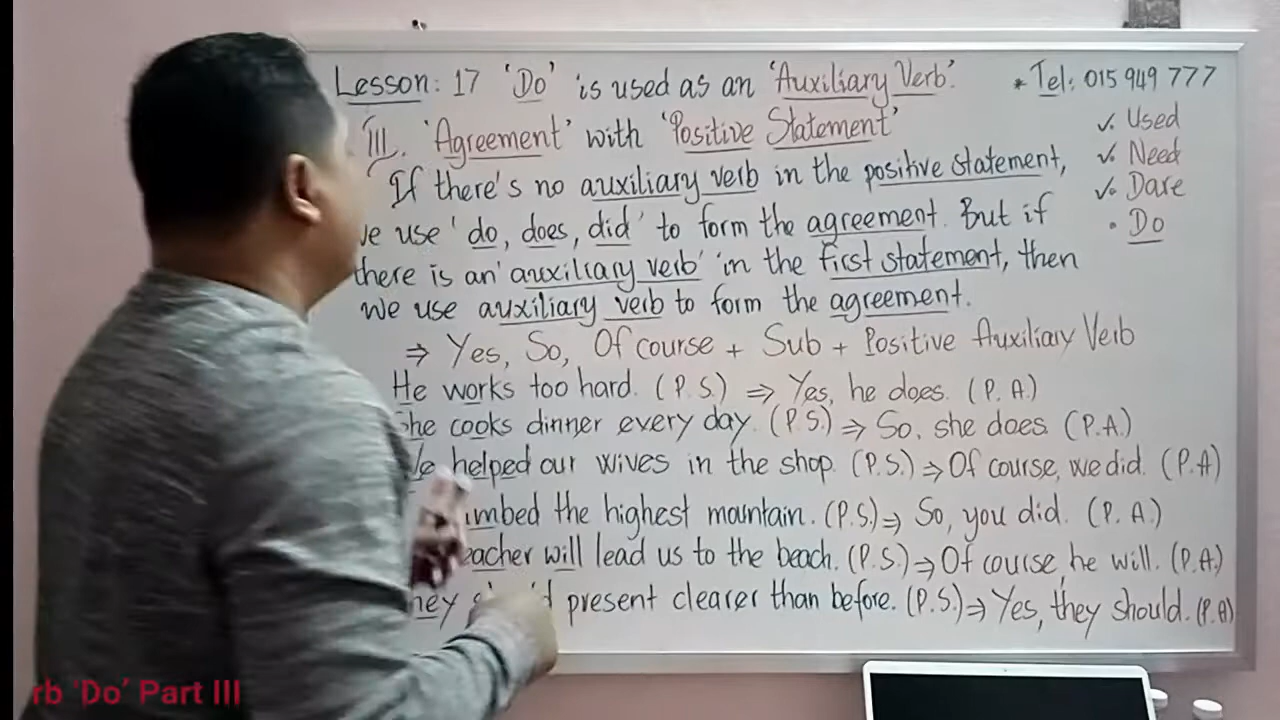 Lesson: 17 'Do' is used as an 'Auxiliary Verb'.
* Tel: 015 949 777
III. 'Agreement' with 'Positive Statement'
✓. Used
✓. Need
✓. Dare
• Do
If there's no auxiliary verb in the positive statement,
we use 'do, does, did' to form the agreement. But if
there is an 'auxiliary verb' in the first statement, then
we use auxiliary verb to form the agreement.
⇒ Yes, So, Of course + Sub + Positive Auxiliary Verb
He works too hard. (P.S.) ⇒ Yes, he does. (P.A.)
She cooks dinner every day. (P.S.) ⇒ So, she does. (P.A.)
We helped our wives in the shop. (P.S.) ⇒ Of course, we did. (P.A)
imbed the highest mountain. (P.S.) ⇒ So, you did. (P.A.)
eacher will lead us to the beach. (P.S.) ⇒ Of course, he will. (P.A.)
They present clearer than before. (P.S.) ⇒ Yes, they should. (P.A)
rb 'Do' Part III